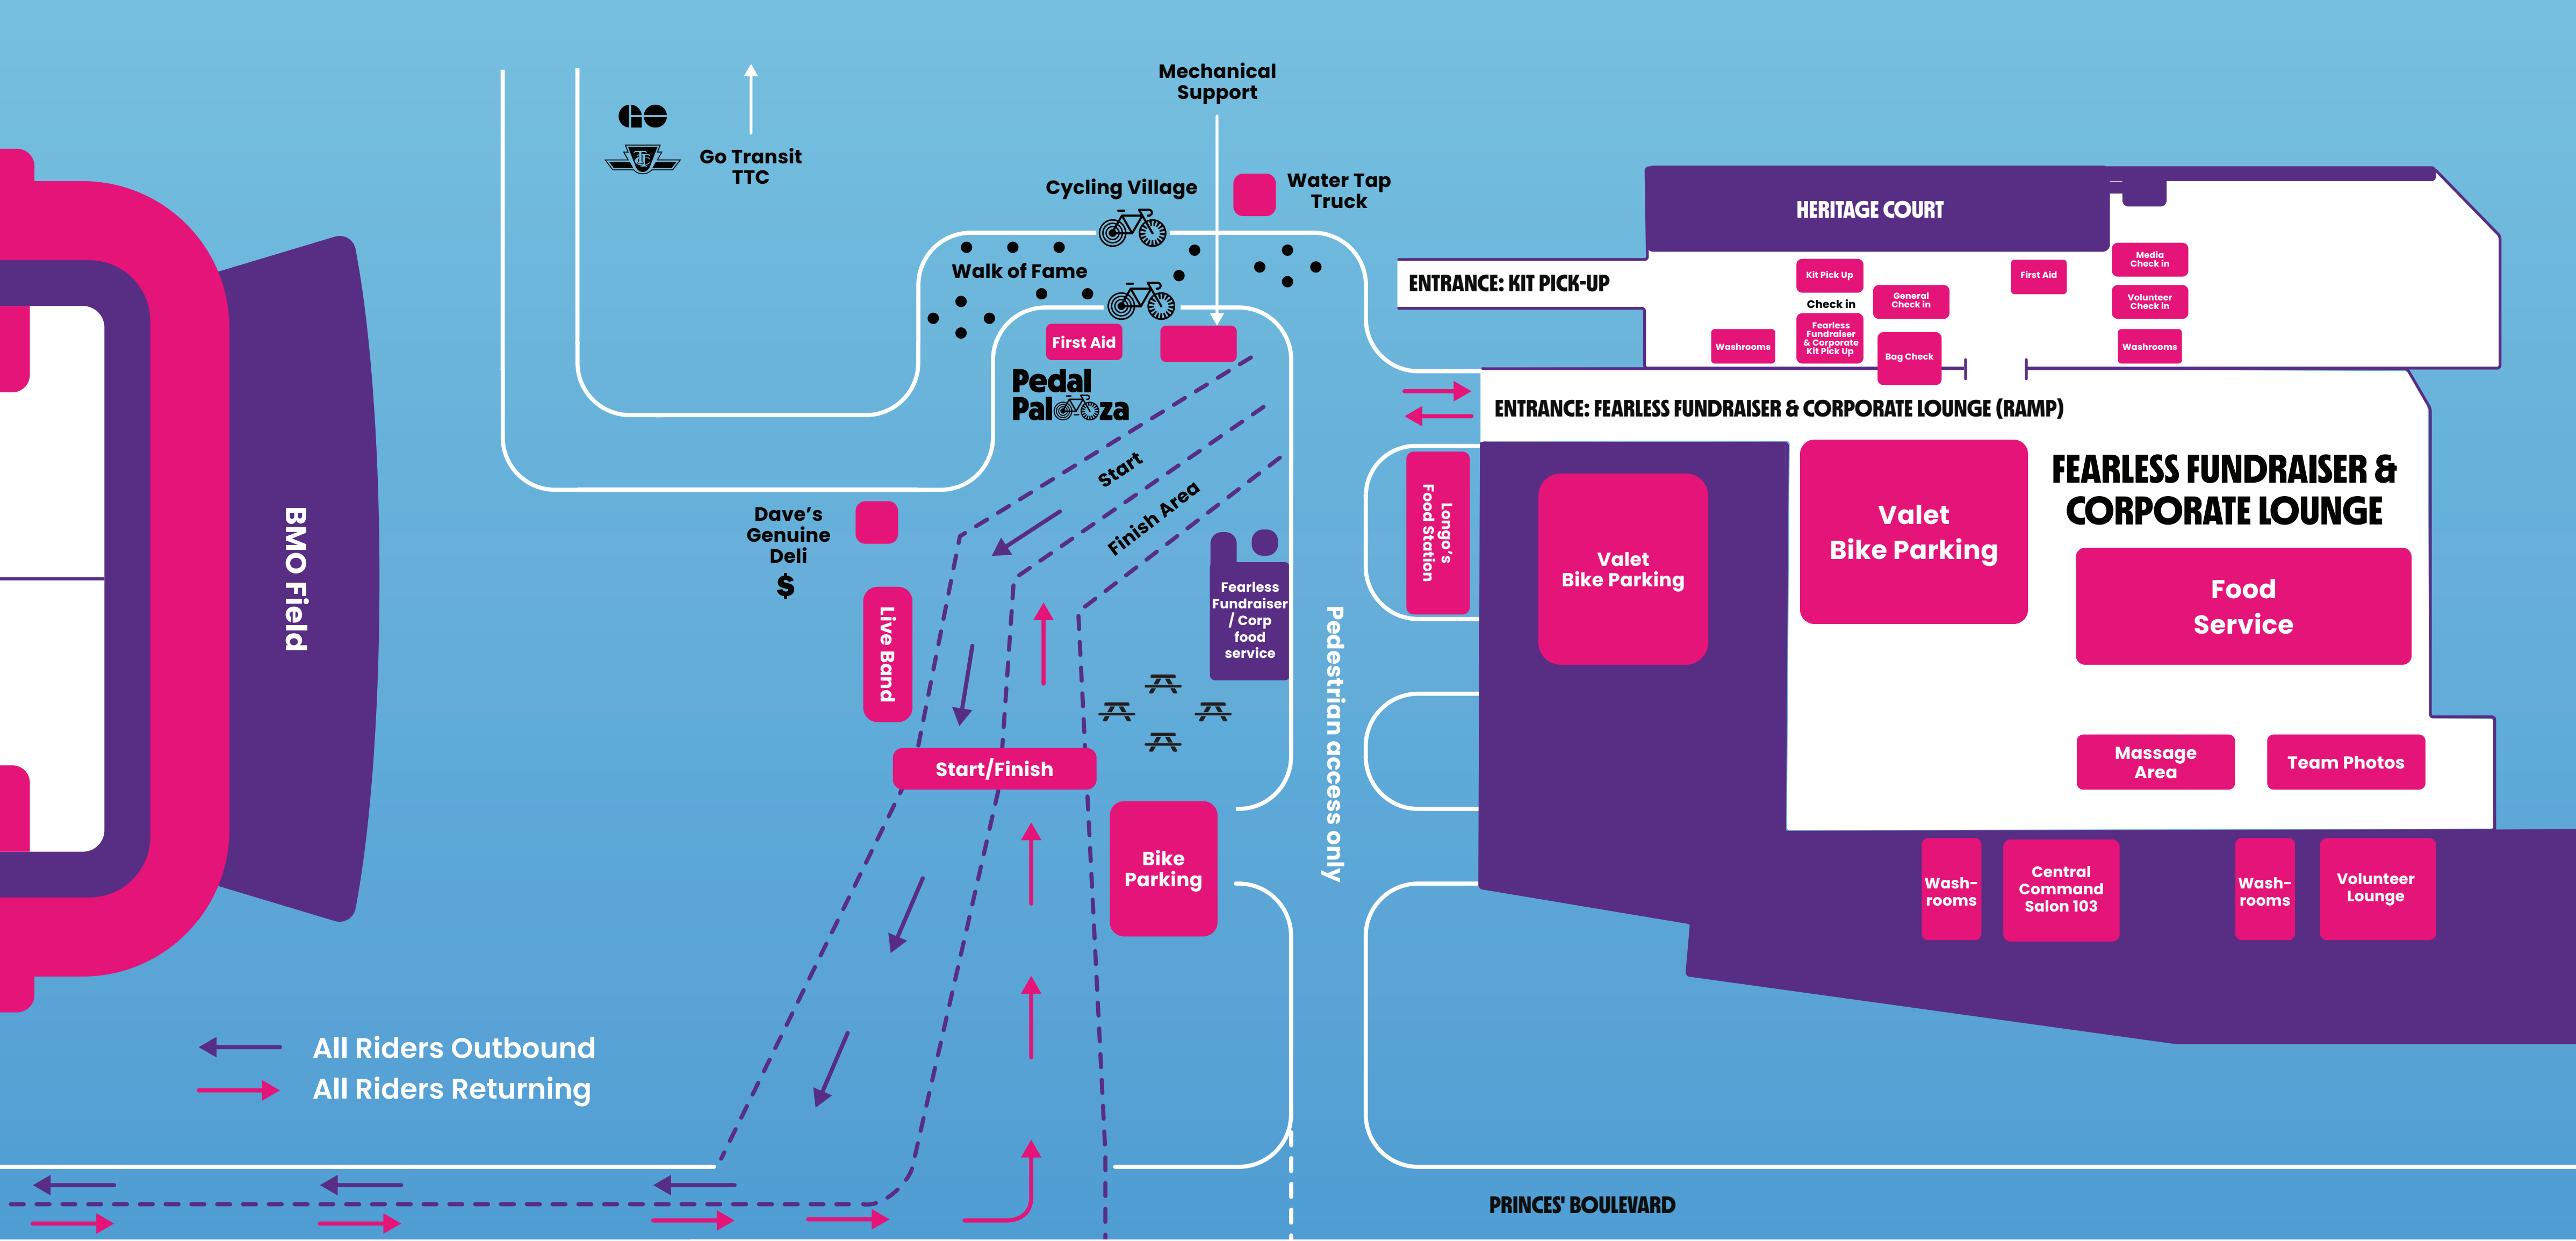 Mechanical
Support
Go Transit
TTC
Cycling Village
Water Tap
Truck
Walk of Fame
First Aid
Pedal
Palooza
Start
Finish Area
Dave's
Genuine
Deli
$
Live Band
Fearless
Fundraiser
/ Corp
food
service
Start/Finish
Bike
Parking
Pedestrian access only
BMO Field
All Riders Outbound
All Riders Returning
PRINCES' BOULEVARD
HERITAGE COURT
ENTRANCE: KIT PICK-UP
Kit Pick Up
Check in
Fearless
Fundraiser
& Corporate
Kit Pick Up
General
Check in
Bag Check
Washrooms
First Aid
Media
Check in
Volunteer
Check in
Washrooms
ENTRANCE: FEARLESS FUNDRAISER & CORPORATE LOUNGE (RAMP)
Longo's
Food Station
Valet
Bike Parking
Valet
Bike Parking
FEARLESS FUNDRAISER &
CORPORATE LOUNGE
Food
Service
Massage
Area
Team Photos
Wash-
rooms
Central
Command
Salon 103
Wash-
rooms
Volunteer
Lounge